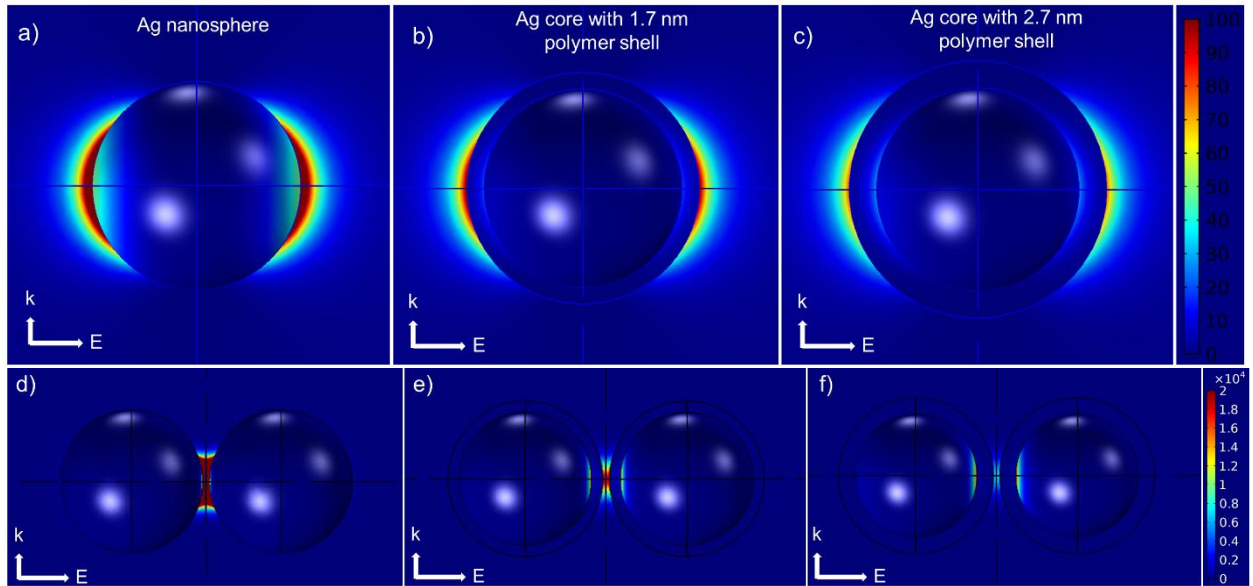 a)
Ag nanosphere
k
E
b)
Ag core with 1.7 nm
polymer shell
k
E
c)
Ag core with 2.7 nm
polymer shell
k
E
100
90
80
70
60
50
40
30
20
10
0
d)
k
E
e)
k
E
f)
k
E
×10⁴
2
1.8
1.6
1.4
1.2
1
0.8
0.6
0.4
0.2
0